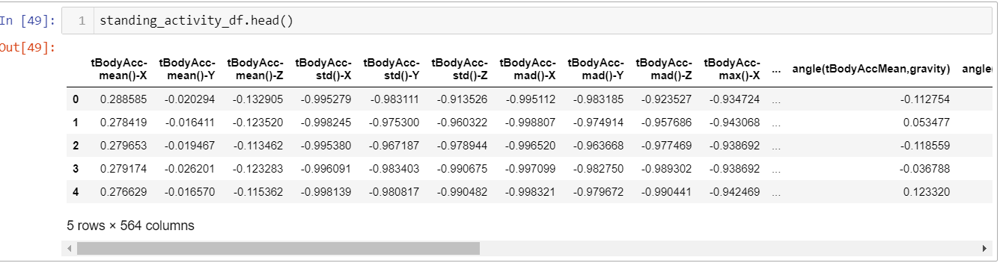 In [49]: 1 standing_activity_df.head()
Out[49]:
tBodyAcc-mean()-X tBodyAcc-mean()-Y tBodyAcc-mean()-Z tBodyAcc-std()-X tBodyAcc-std()-Y tBodyAcc-std()-Z tBodyAcc-mad()-X tBodyAcc-mad()-Y tBodyAcc-mad()-Z tBodyAcc-max()-X ... angle(tBodyAccMean,gravity) angle(
0 0.288585 -0.020294 -0.132905 -0.995279 -0.983111 -0.913526 -0.995112 -0.983185 -0.923527 -0.934724 ... -0.112754
1 0.278419 -0.016411 -0.123520 -0.998245 -0.975300 -0.960322 -0.998807 -0.974914 -0.957686 -0.943068 ... 0.053477
2 0.279653 -0.019467 -0.113462 -0.995380 -0.967187 -0.978944 -0.996520 -0.963668 -0.977469 -0.938692 ... -0.118559
3 0.279174 -0.026201 -0.123283 -0.996091 -0.983403 -0.990675 -0.997099 -0.982750 -0.989302 -0.938692 ... -0.036788
4 0.276629 -0.016570 -0.115362 -0.998139 -0.980817 -0.990482 -0.998321 -0.979672 -0.990441 -0.942469 ... 0.123320
5 rows × 564 columns